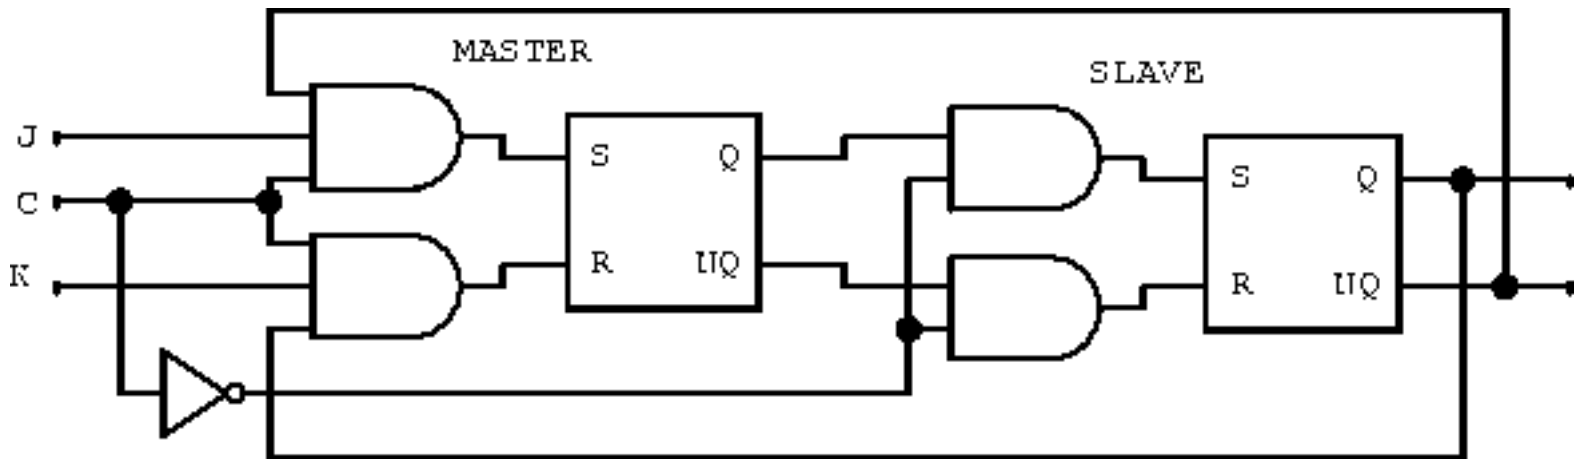 MASTER
SLAVE
J
C
K
S Q
R UQ
S Q
R UQ